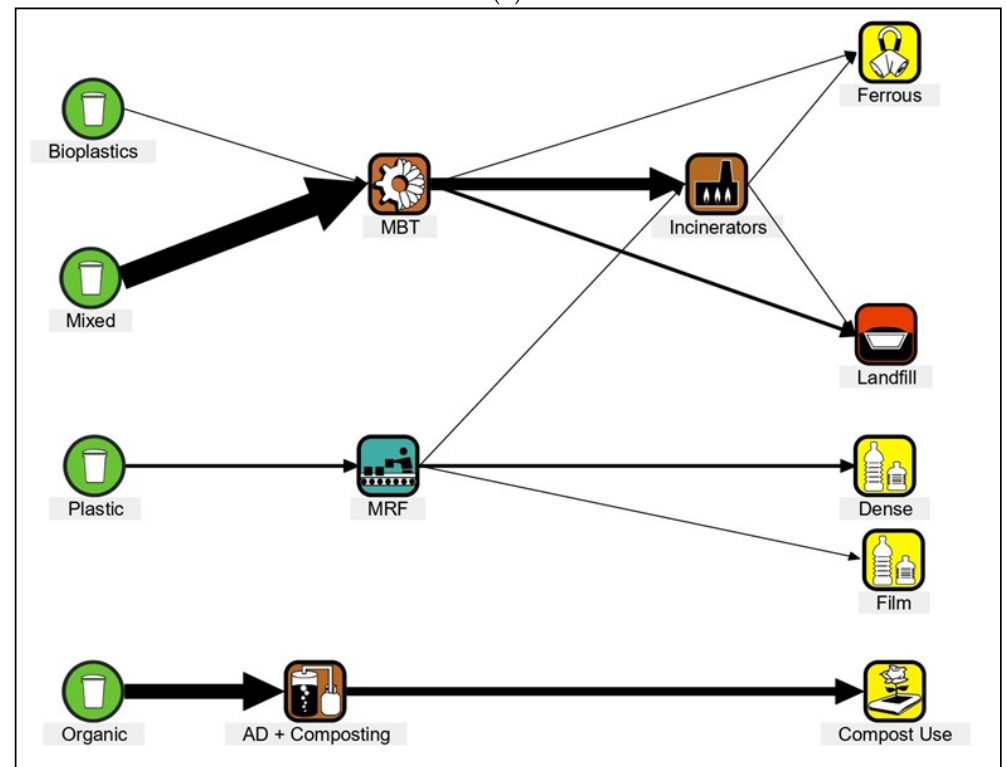 Ferrous
Bioplastics
MBT
Incinerators
Mixed
Landfill
Plastic
MRF
Dense
Film
Organic
AD + Composting
Compost Use